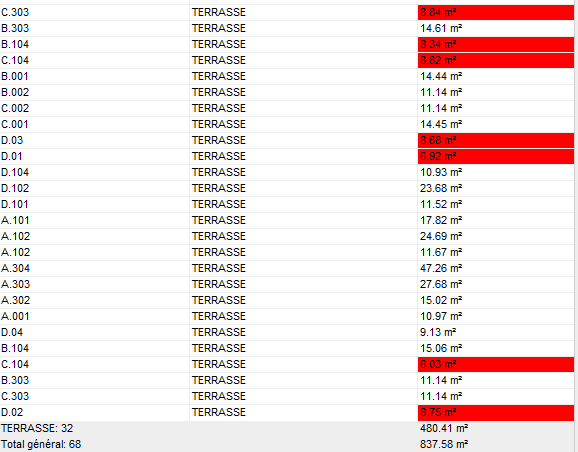 C.303 TERRASSE 8.84 m²
B.303 TERRASSE 14.61 m²
B.104 TERRASSE 8.34 m²
C.104 TERRASSE 8.82 m²
B.001 TERRASSE 14.44 m²
B.002 TERRASSE 11.14 m²
C.002 TERRASSE 11.14 m²
C.001 TERRASSE 14.45 m²
D.03 TERRASSE 8.68 m²
D.01 TERRASSE 6.92 m²
D.104 TERRASSE 10.93 m²
D.102 TERRASSE 23.68 m²
D.101 TERRASSE 11.52 m²
A.101 TERRASSE 17.82 m²
A.102 TERRASSE 24.69 m²
A.102 TERRASSE 11.67 m²
A.304 TERRASSE 47.26 m²
A.303 TERRASSE 27.68 m²
A.302 TERRASSE 15.02 m²
A.001 TERRASSE 10.97 m²
D.04 TERRASSE 9.13 m²
B.104 TERRASSE 15.06 m²
C.104 TERRASSE 6.03 m²
B.303 TERRASSE 11.14 m²
C.303 TERRASSE 11.14 m²
D.02 TERRASSE 8.75 m²
TERRASSE: 32 480.41 m²
Total général: 68 837.58 m²